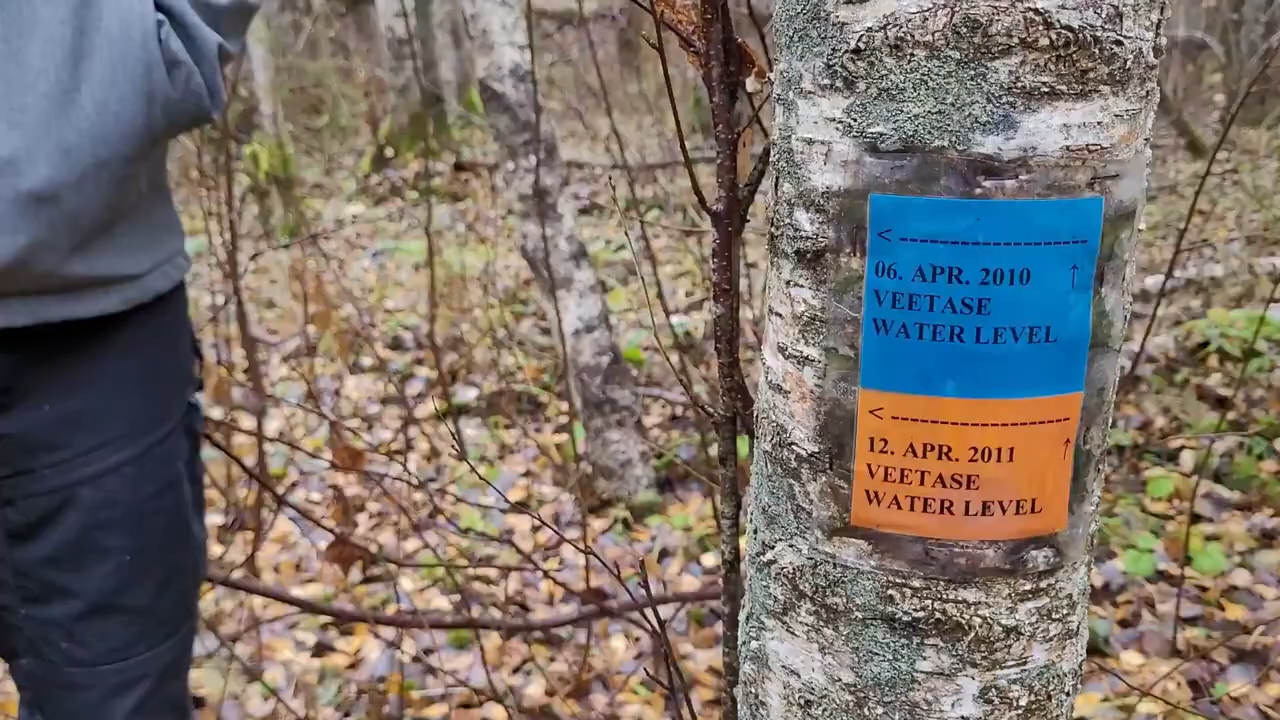 < -----------------------
06. APR. 2010 ↑
VEETASE
WATER LEVEL
< -----------------------
12. APR. 2011 ↑
VEETASE
WATER LEVEL